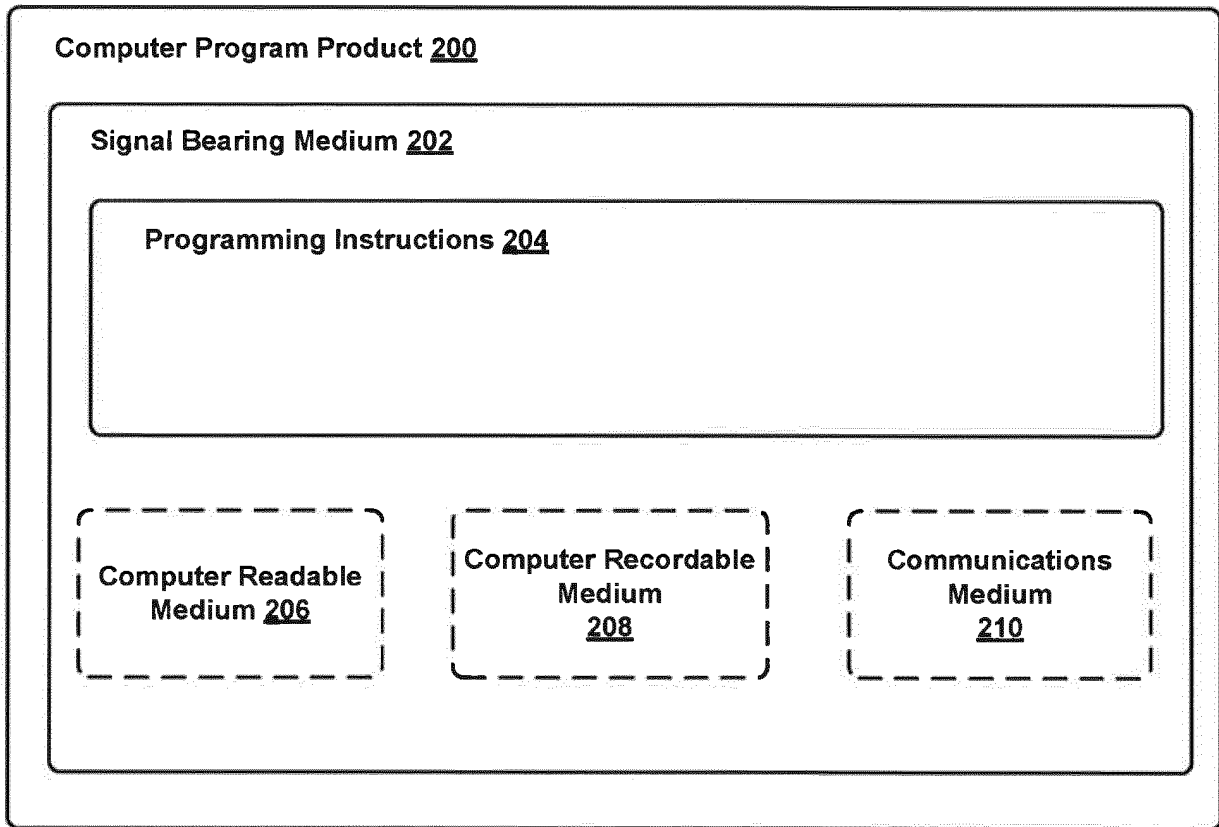 Computer Program Product 200
Signal Bearing Medium 202
Programming Instructions 204
Computer Readable
Medium 206
Computer Recordable
Medium
208
Communications
Medium
210